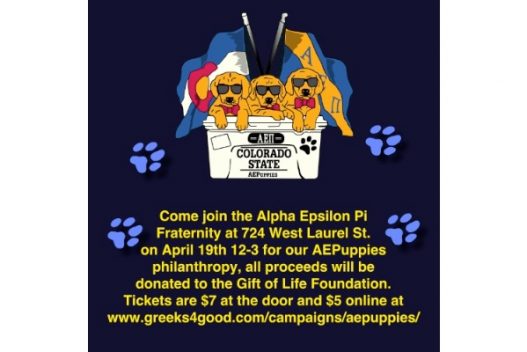 ΑΕΠ
COLORADO
STATE
AEPUPPIES
Come join the Alpha Epsilon Pi
Fraternity at 724 West Laurel St.
on April 19th 12-3 for our AEPuppies
philanthropy, all proceeds will be
donated to the Gift of Life Foundation.
Tickets are $7 at the door and $5 online at
www.greeks4good.com/campaigns/aepuppies/